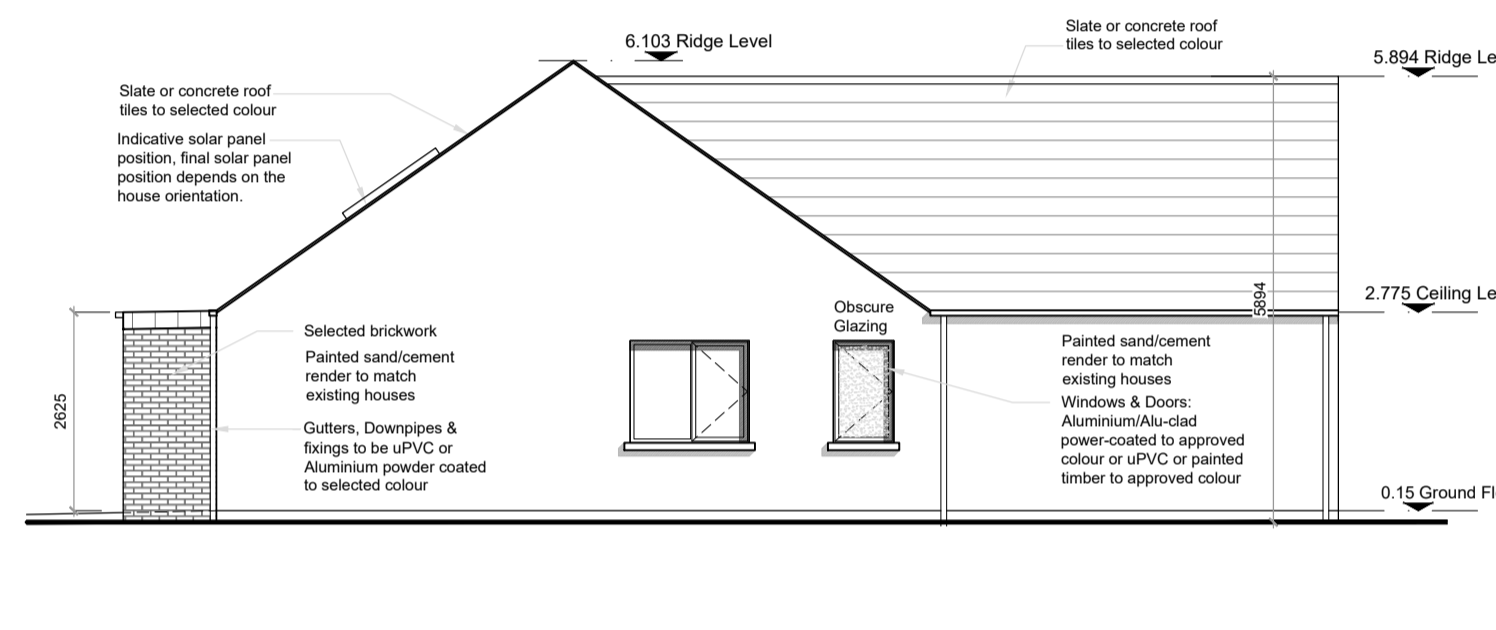 6.103 Ridge Level
Slate or concrete roof
tiles to selected colour
5.894 Ridge Le
Slate or concrete roof
tiles to selected colour
Indicative solar panel
position, final solar panel
position depends on the
house orientation.
5894
2.775 Ceiling Le
Obscure
Glazing
2625
Selected brickwork
Painted sand/cement
render to match
existing houses
Gutters, Downpipes &
fixings to be uPVC or
Aluminium powder coated
to selected colour
Painted sand/cement
render to match
existing houses
Windows & Doors:
Aluminium/Alu-clad
power-coated to approved
colour or uPVC or painted
timber to approved colour
0.15 Ground Fl